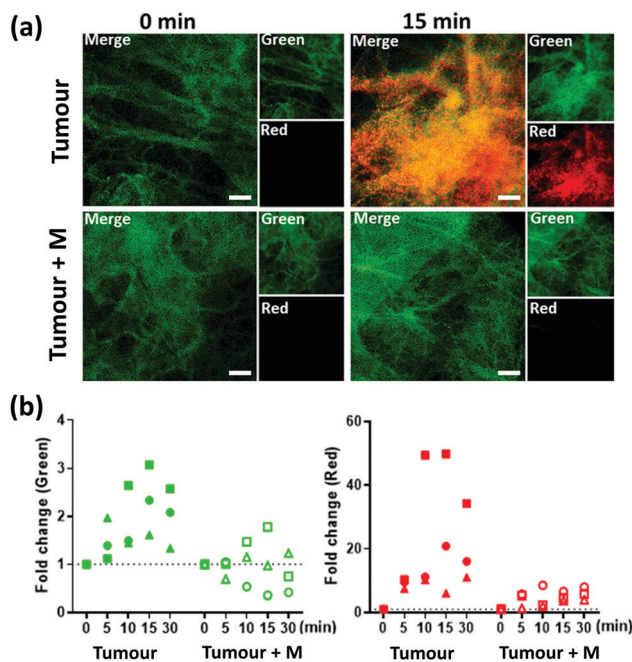 (a)
0 min 15 min
Tumour
Merge Green
Red
Merge Green
Red
Tumour + M
Merge Green
Red
Merge Green
Red
(b)
Fold change (Green)
4
3
2
1
0
0 5 10 15 30 0 5 10 15 30 (min)
Tumour Tumour + M
Fold change (Red)
60
40
20
0
0 5 10 15 30 0 5 10 15 30 (min)
Tumour Tumour + M